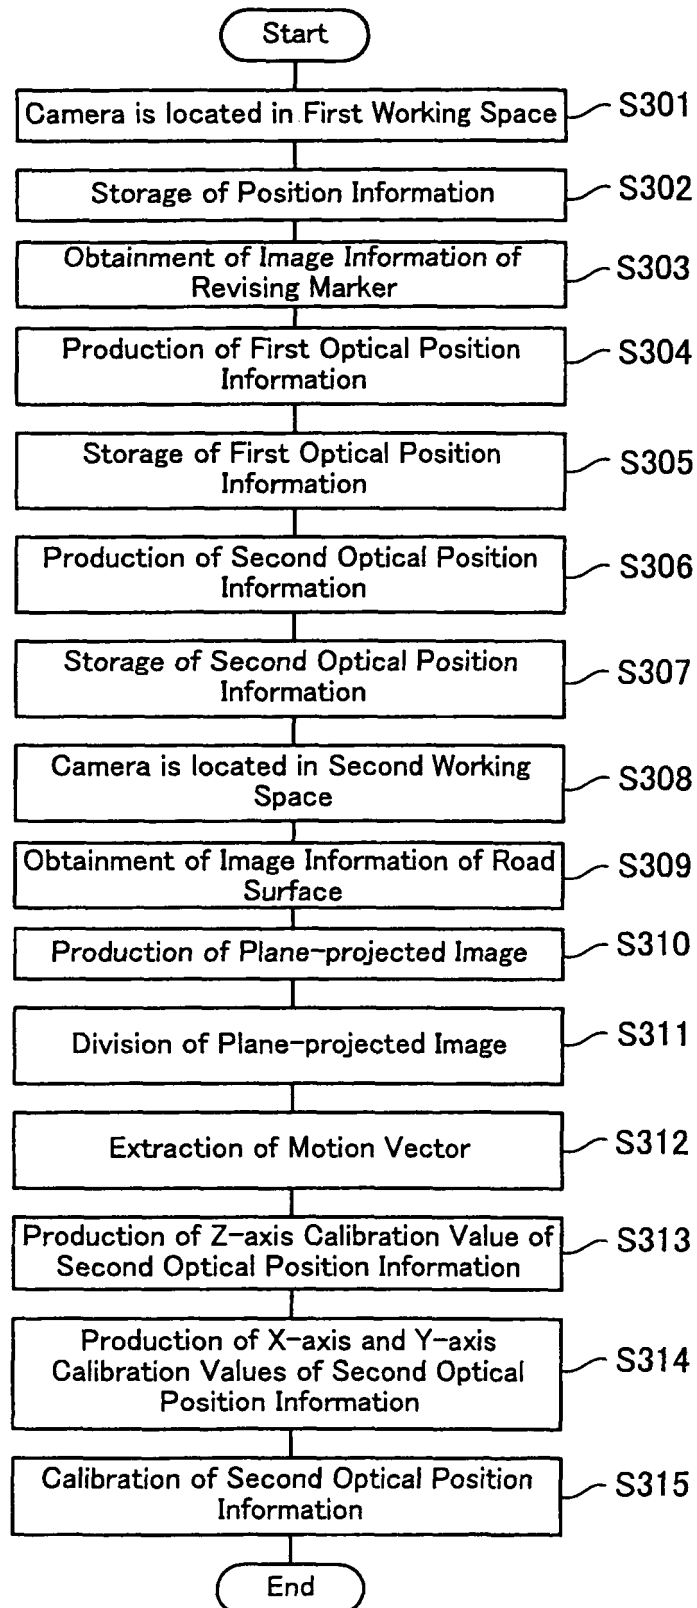 Start
Camera is located in First Working Space
S301
Storage of Position Information
S302
Obtainment of Image Information of
Revising Marker
S303
Production of First Optical Position
Information
S304
Storage of First Optical Position
Information
S305
Production of Second Optical Position
Information
S306
Storage of Second Optical Position
Information
S307
Camera is located in Second Working
Space
S308
Obtainment of Image Information of Road
Surface
S309
Production of Plane-projected Image
S310
Division of Plane-projected Image
S311
Extraction of Motion Vector
S312
Production of Z-axis Calibration Value of
Second Optical Position Information
S313
Production of X-axis and Y-axis
Calibration Values of Second Optical
Position Information
S314
Calibration of Second Optical Position
Information
S315
End